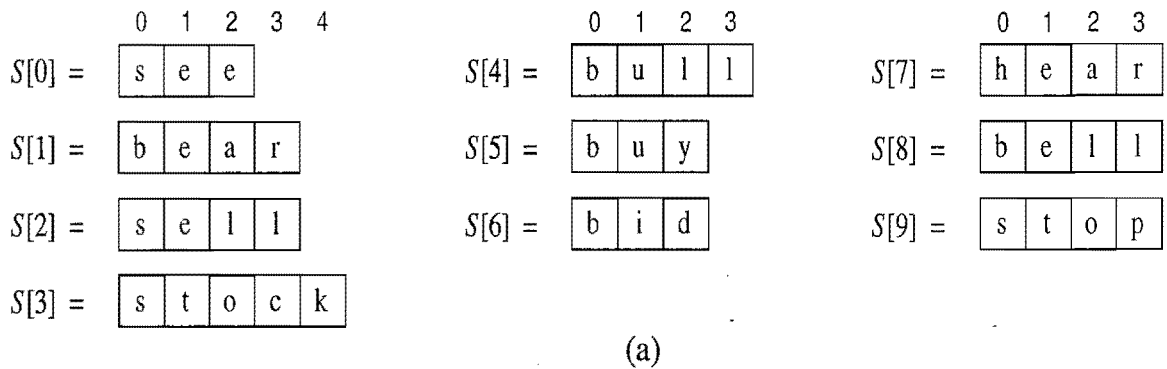 0 1 2 3 4
S[0] = s e e
S[1] = b e a r
S[2] = s e l l
S[3] = s t o c k
0 1 2 3
S[4] = b u l l
S[5] = b u y
S[6] = b i d
0 1 2 3
S[7] = h e a r
S[8] = b e l l
S[9] = s t o p
(a)